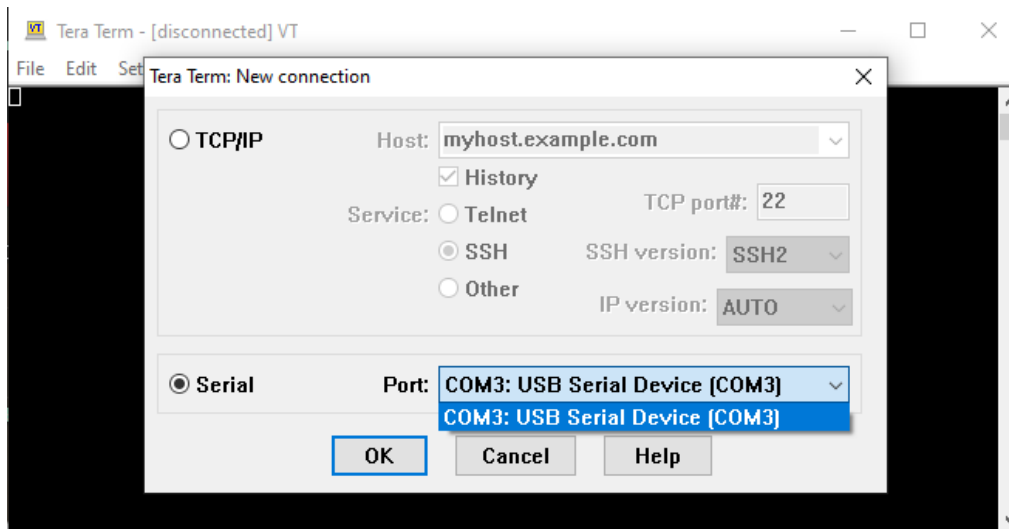 VT Tera Term - [disconnected] VT
File Edit Set
Tera Term: New connection
TCP/IP Host: myhost.example.com
History
Service: Telnet TCP port#: 22
SSH SSH version: SSH2
Other IP version: AUTO
Serial Port: COM3: USB Serial Device (COM3)
COM3: USB Serial Device (COM3)
OK Cancel Help